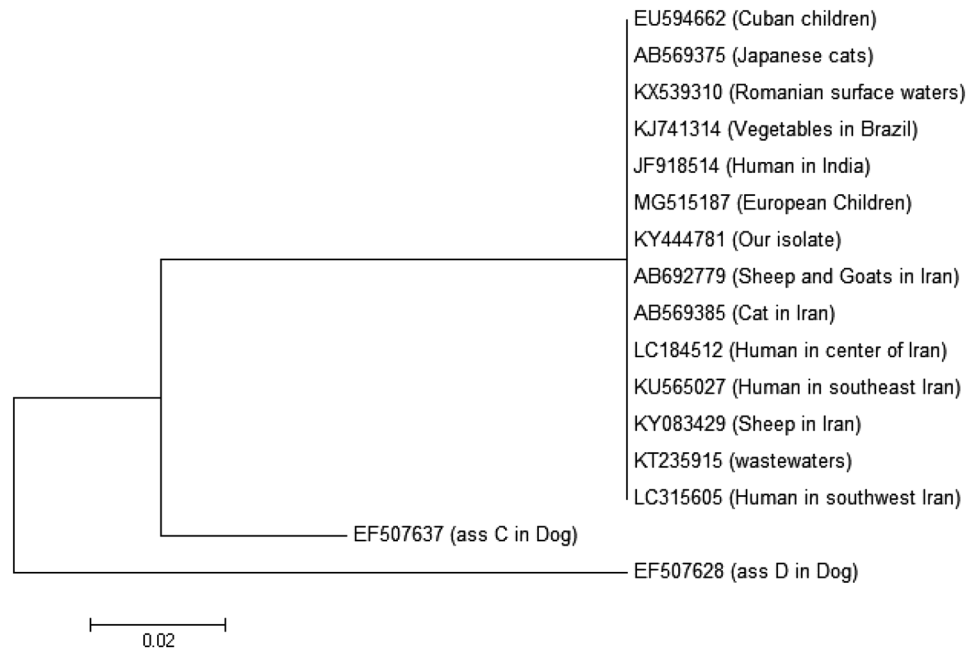 EU594662 (Cuban children)
AB569375 (Japanese cats)
KX539310 (Romanian surface waters)
KJ741314 (Vegetables in Brazil)
JF918514 (Human in India)
MG515187 (European Children)
KY444781 (Our isolate)
AB692779 (Sheep and Goats in Iran)
AB569385 (Cat in Iran)
LC184512 (Human in center of Iran)
KU565027 (Human in southeast Iran)
KY083429 (Sheep in Iran)
KT235915 (wastewaters)
LC315605 (Human in southwest Iran)
EF507637 (ass C in Dog)
EF507628 (ass D in Dog)
0.02